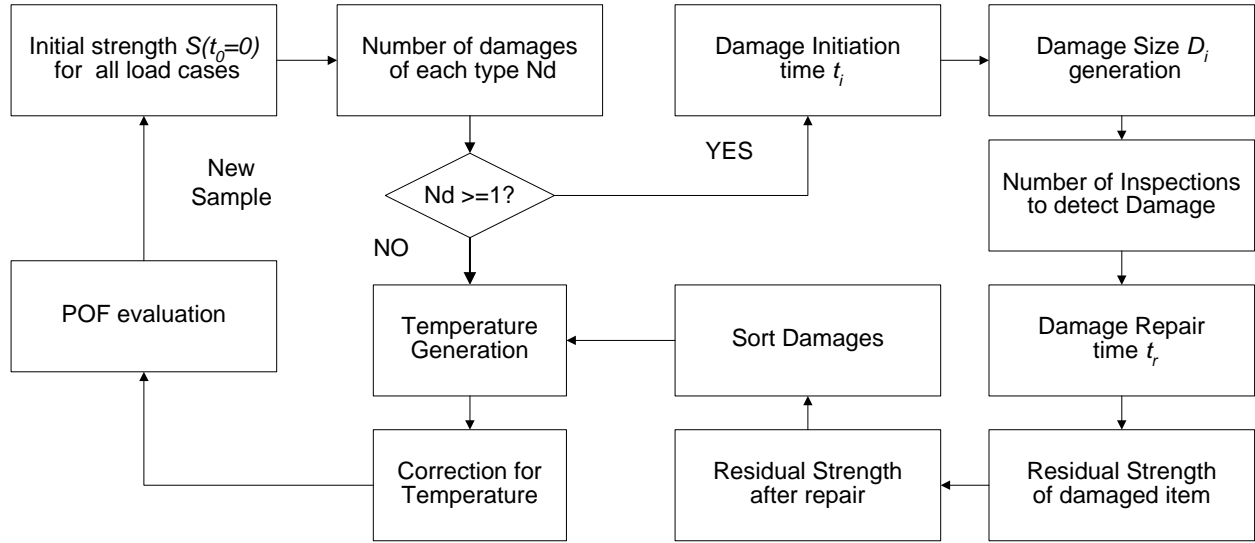 Initial strength S(t₀=0)
for all load cases
Number of damages
of each type Nd
Damage Initiation
time tᵢ
Damage Size Dᵢ
generation
New
Sample
YES
Nd >=1?
Number of Inspections
to detect Damage
NO
POF evaluation
Temperature
Generation
Sort Damages
Damage Repair
time tᵣ
Correction for
Temperature
Residual Strength
after repair
Residual Strength
of damaged item